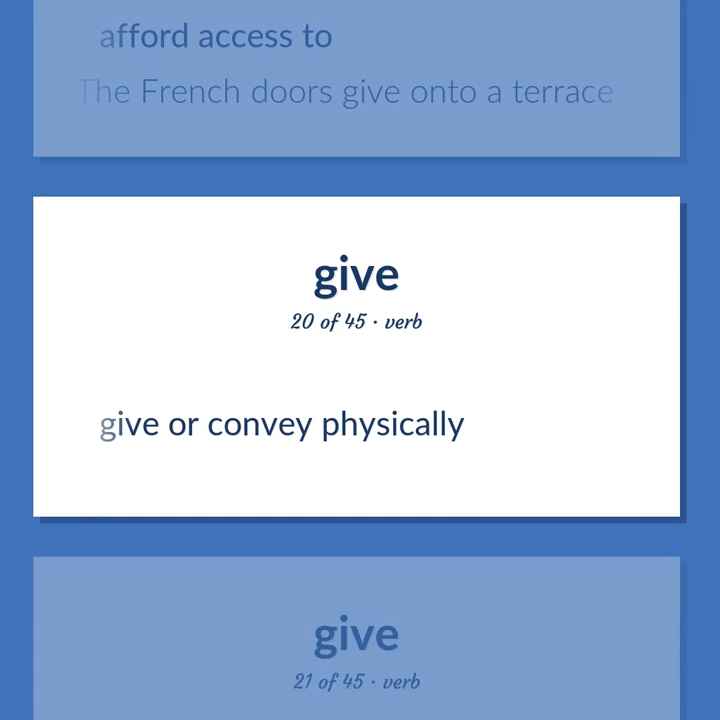 afford access to
The French doors give onto a terrace
give
20 of 45 · verb
give or convey physically
give
21 of 45 · verb